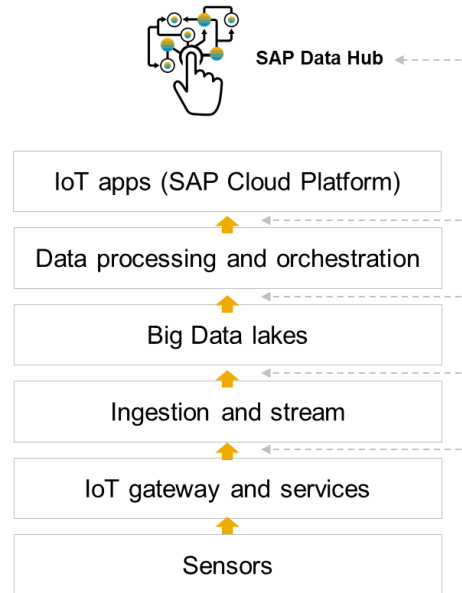 SAP Data Hub
IoT apps (SAP Cloud Platform)
Data processing and orchestration
Big Data lakes
Ingestion and stream
IoT gateway and services
Sensors